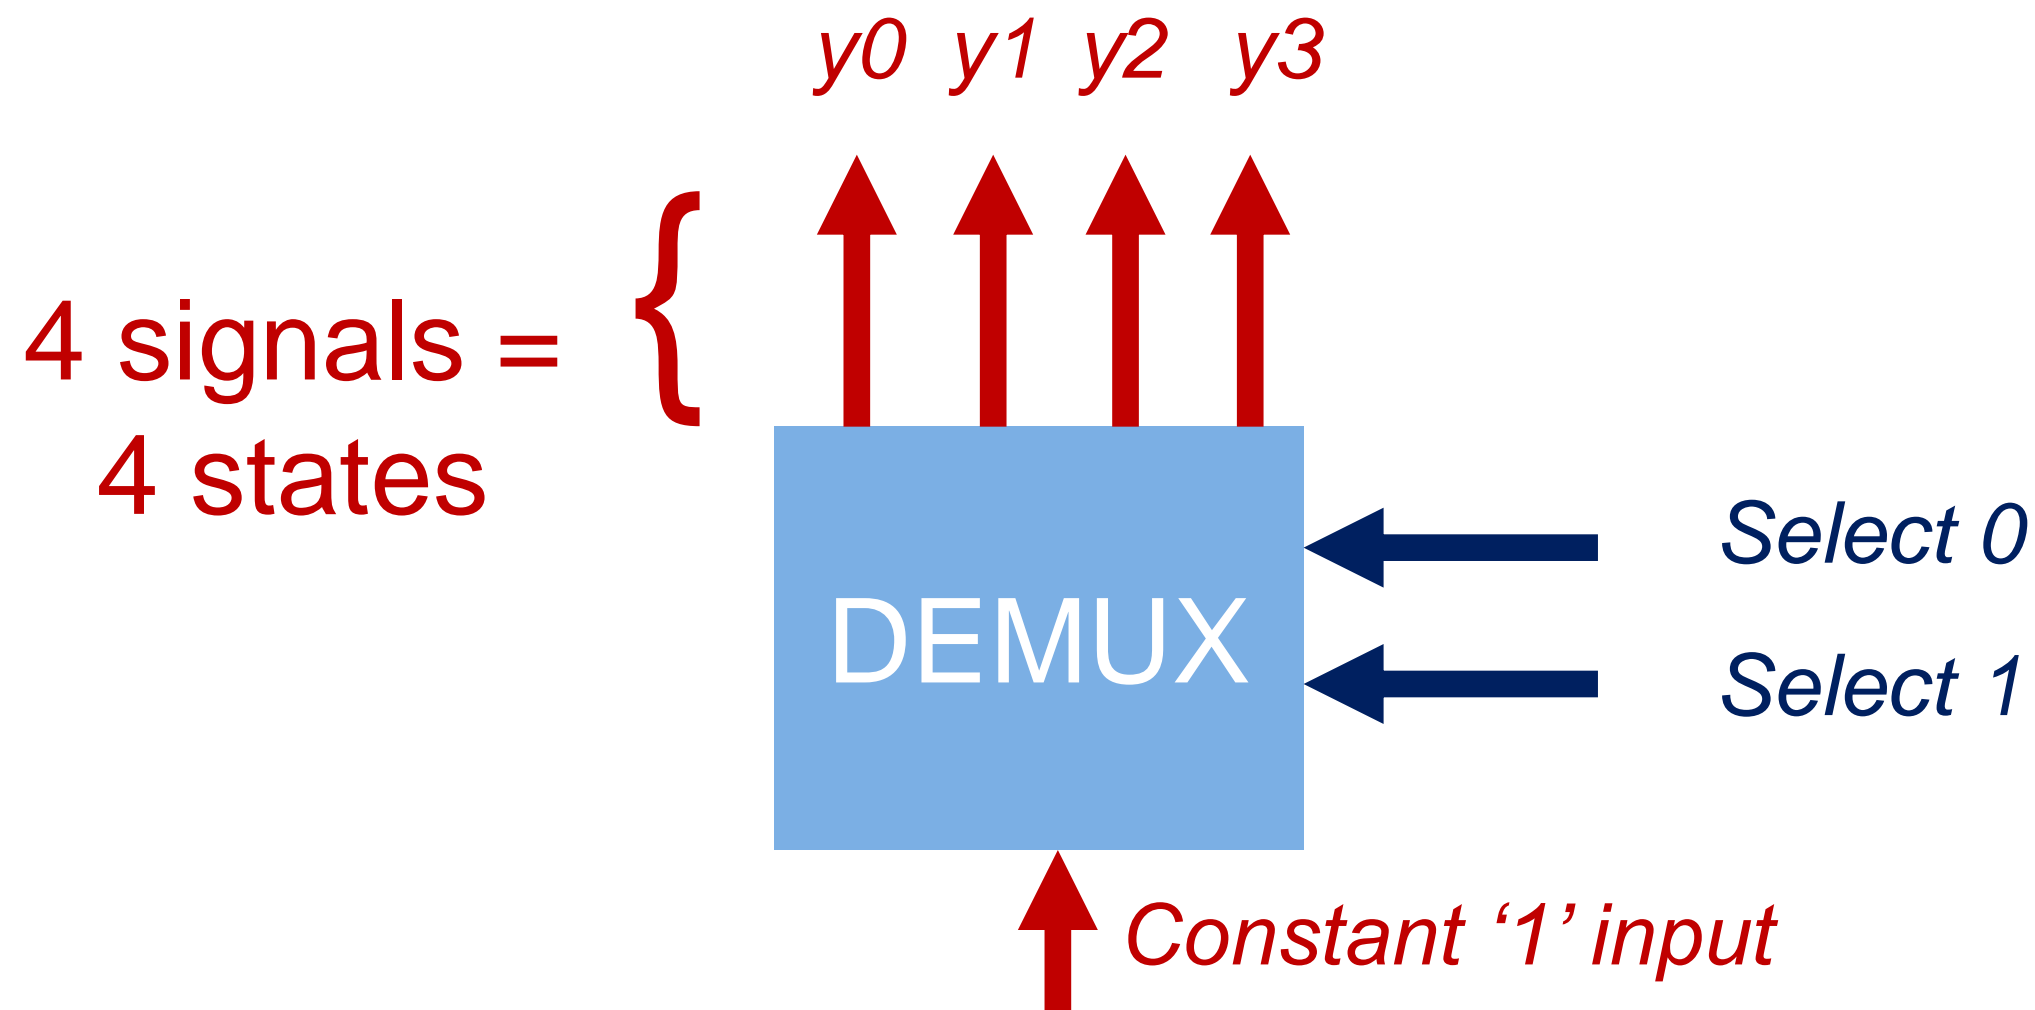 y0 y1 y2 y3
4 signals = {
4 states
Select 0
DEMUX
Select 1
Constant ‘1’ input